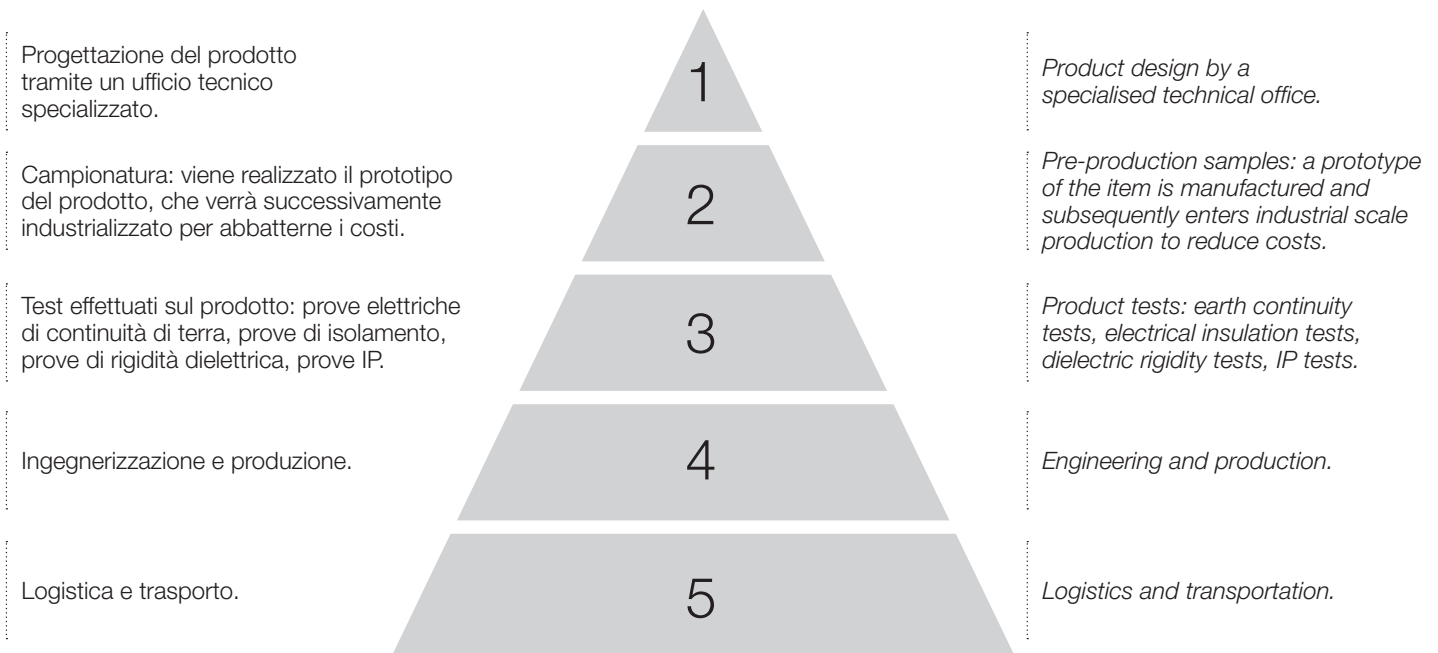 Progettazione del prodotto
tramite un ufficio tecnico
specializzato.
1
Product design by a
specialised technical office.
Campionatura: viene realizzato il prototipo
del prodotto, che verrà successivamente
industrializzato per abbatterne i costi.
2
Pre-production samples: a prototype
of the item is manufactured and
subsequently enters industrial scale
production to reduce costs.
Test effettuati sul prodotto: prove elettriche
di continuità di terra, prove di isolamento,
prove di rigidità dielettrica, prove IP.
3
Product tests: earth continuity
tests, electrical insulation tests,
dielectric rigidity tests, IP tests.
Ingegnerizzazione e produzione.
4
Engineering and production.
Logistica e trasporto.
5
Logistics and transportation.